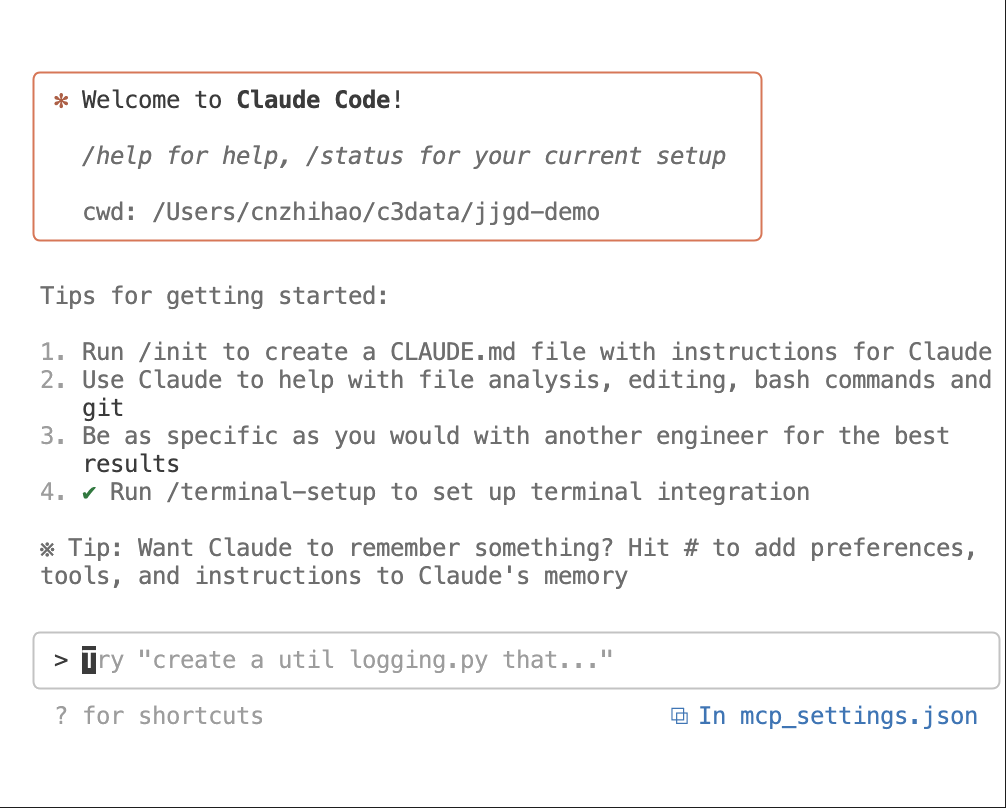 ✻ Welcome to Claude Code!
/help for help, /status for your current setup
cwd: /Users/cnzhihao/c3data/jjgd-demo
Tips for getting started:
1. Run /init to create a CLAUDE.md file with instructions for Claude
2. Use Claude to help with file analysis, editing, bash commands and
git
3. Be as specific as you would with another engineer for the best
results
4. ✔ Run /terminal-setup to set up terminal integration
※ Tip: Want Claude to remember something? Hit # to add preferences,
tools, and instructions to Claude's memory
> Try "create a util logging.py that..."
? for shortcuts
⧉ In mcp_settings.json